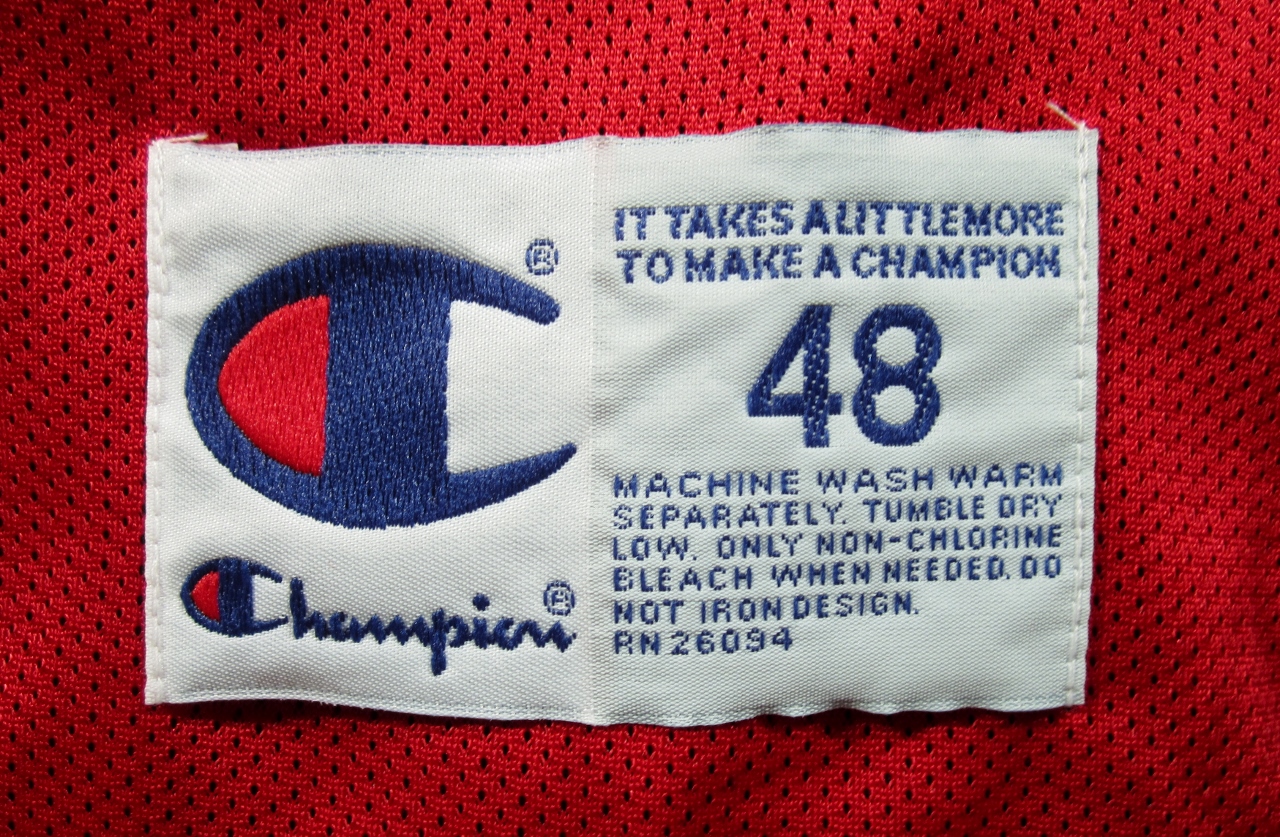 ®
Champion®
IT TAKES A LITTLE MORE
TO MAKE A CHAMPION
48
MACHINE WASH WARM
SEPARATELY. TUMBLE DRY
LOW. ONLY NON-CHLORINE
BLEACH WHEN NEEDED. DO
NOT IRON DESIGN.
RN 26094